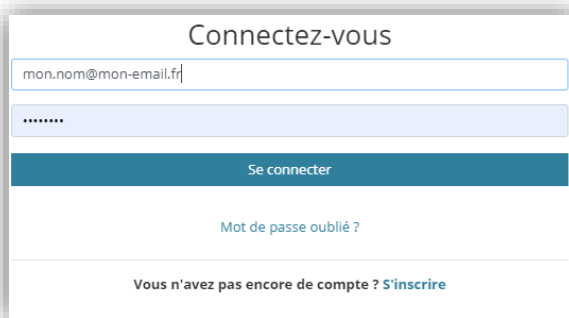 Connectez-vous
mon.nom@mon-email.fr
••••••••
Se connecter
Mot de passe oublié ?
Vous n'avez pas encore de compte ? S'inscrire